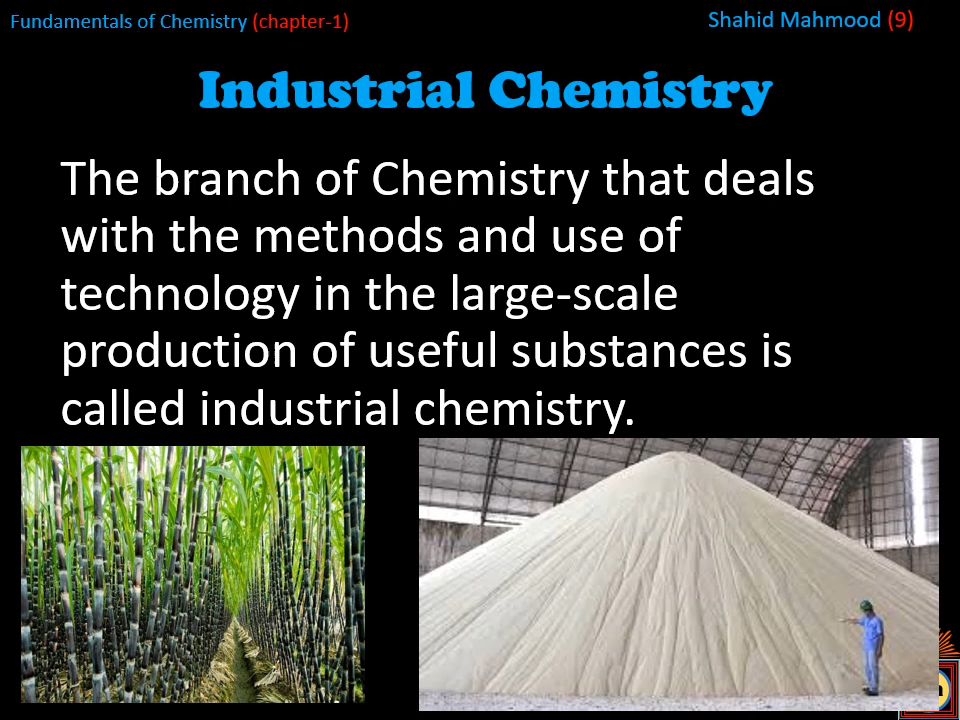 Fundamentals of Chemistry (chapter-1)
Shahid Mahmood (9)
Industrial Chemistry
The branch of Chemistry that deals
with the methods and use of
technology in the large-scale
production of useful substances is
called industrial chemistry.